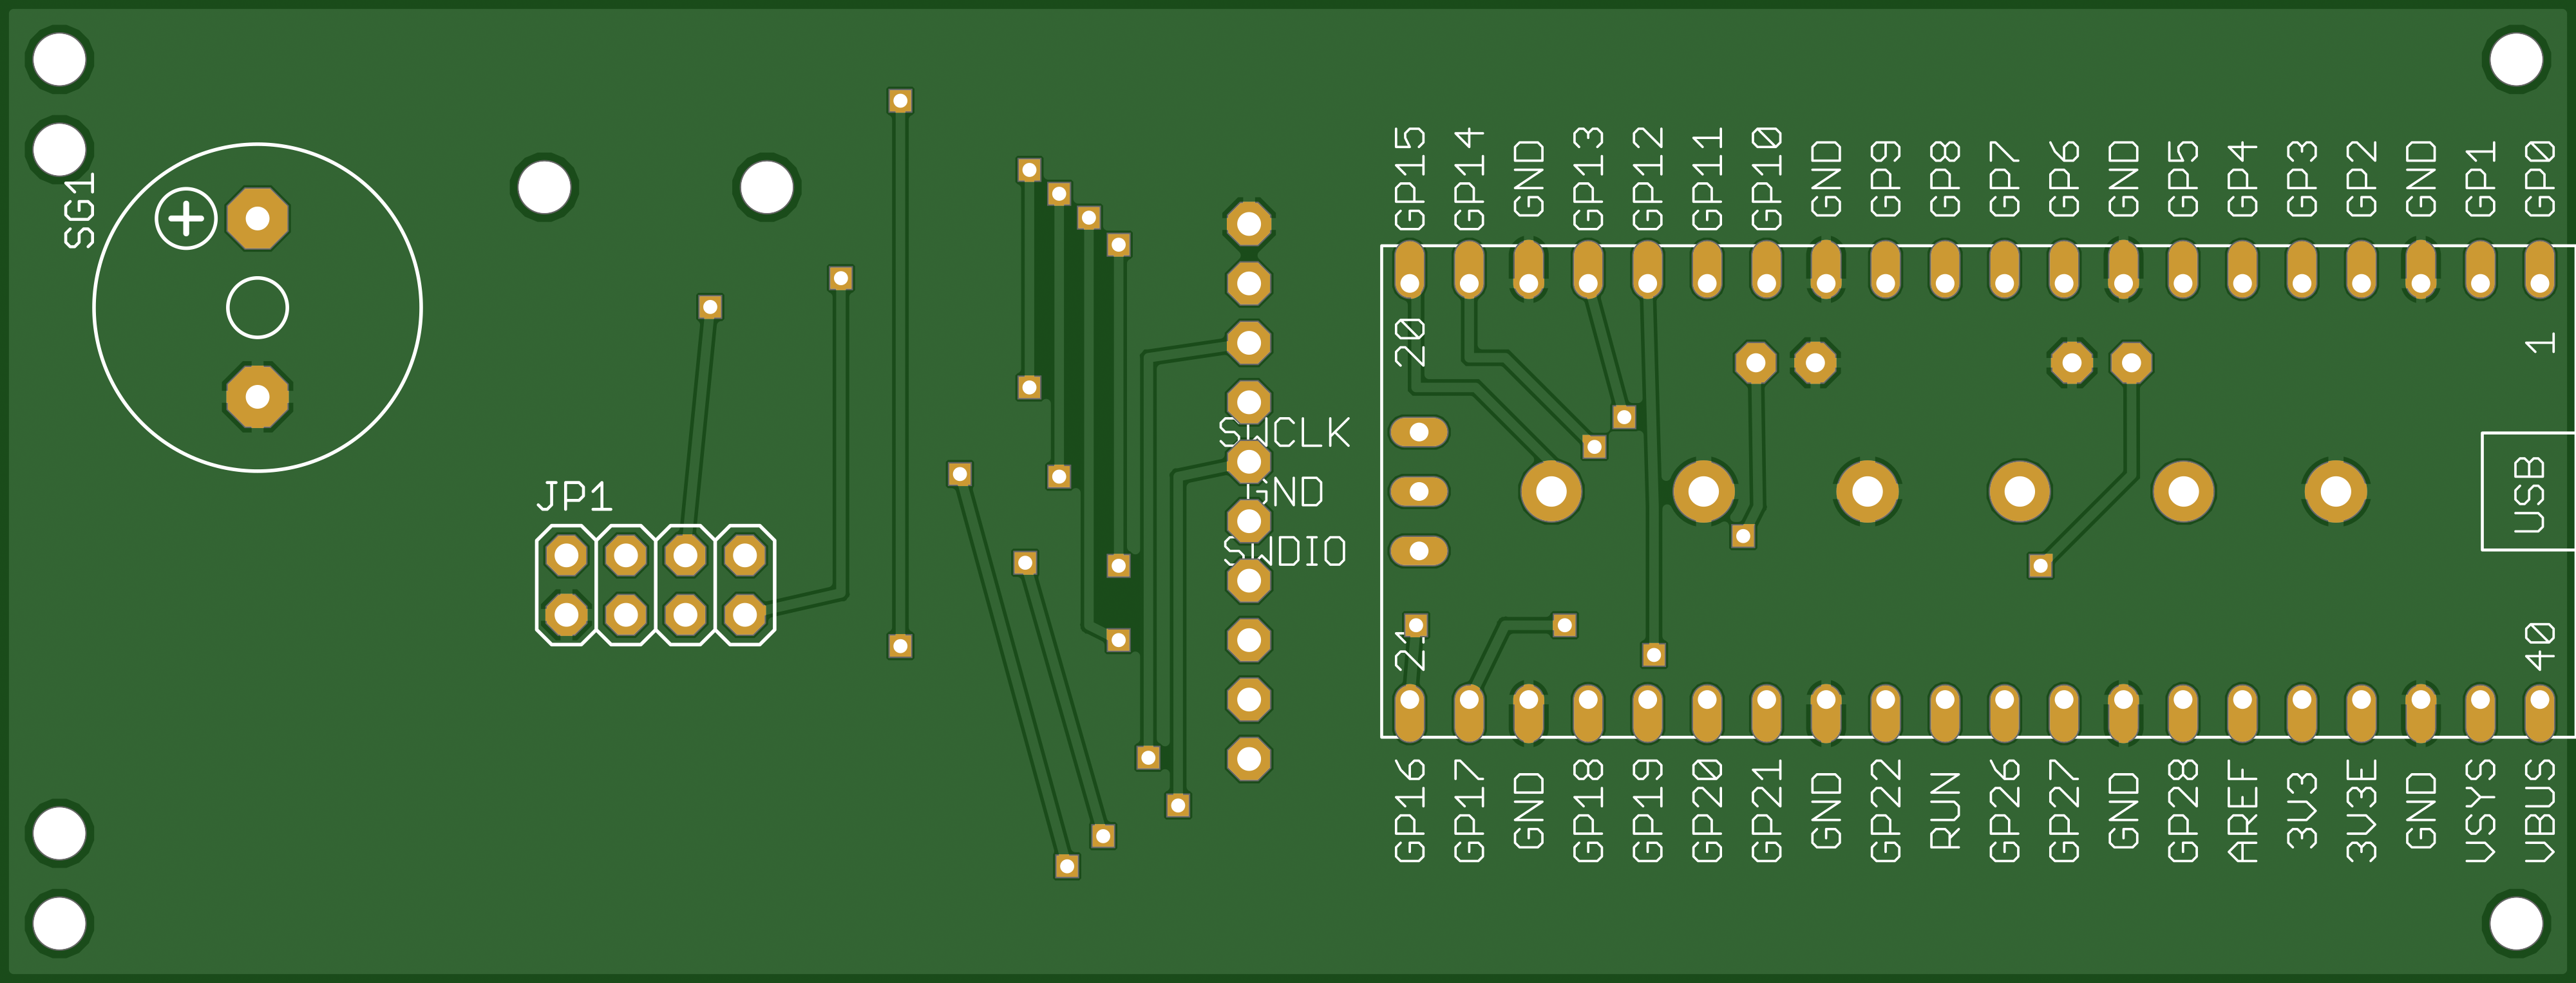 SG1
+
JP1
SWCLK
GND
SWDIO
GP15 GP14 GND GP13 GP12 GP11 GP10 GND GP9 GP8 GP7 GP6 GND GP5 GP4 GP3 GP2 GND GP1 GP0
20
1
USB
21
40
GP16 GP17 GND GP18 GP19 GP20 GP21 GND GP22 RUN GP26 GP27 GND GP28 AREF 3V3 3V3E GND VSYS VBUS